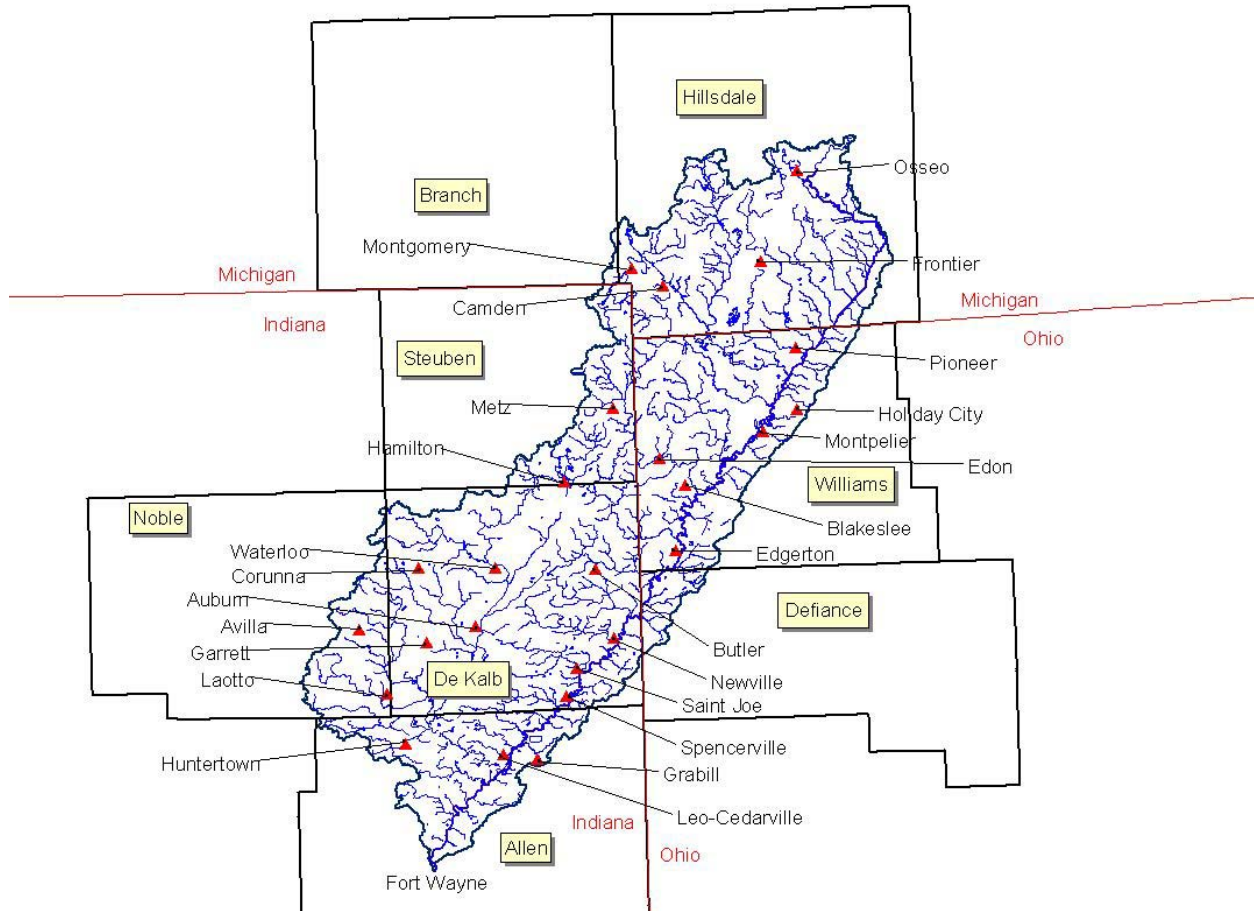 Hillsdale
Osseo
Branch
Montgomery
Frontier
Michigan
Camden
Michigan
Indiana
Ohio
Steuben
Pioneer
Metz
Holiday City
Montpelier
Hamilton
Edon
Williams
Noble
Blakeslee
Waterloo
Edgerton
Corunna
Auburn
Defiance
Avilla
Butler
Garrett
De Kalb
Newville
Laotto
Saint Joe
Spencerville
Huntertown
Grabill
Leo-Cedarville
Indiana
Allen
Ohio
Fort Wayne